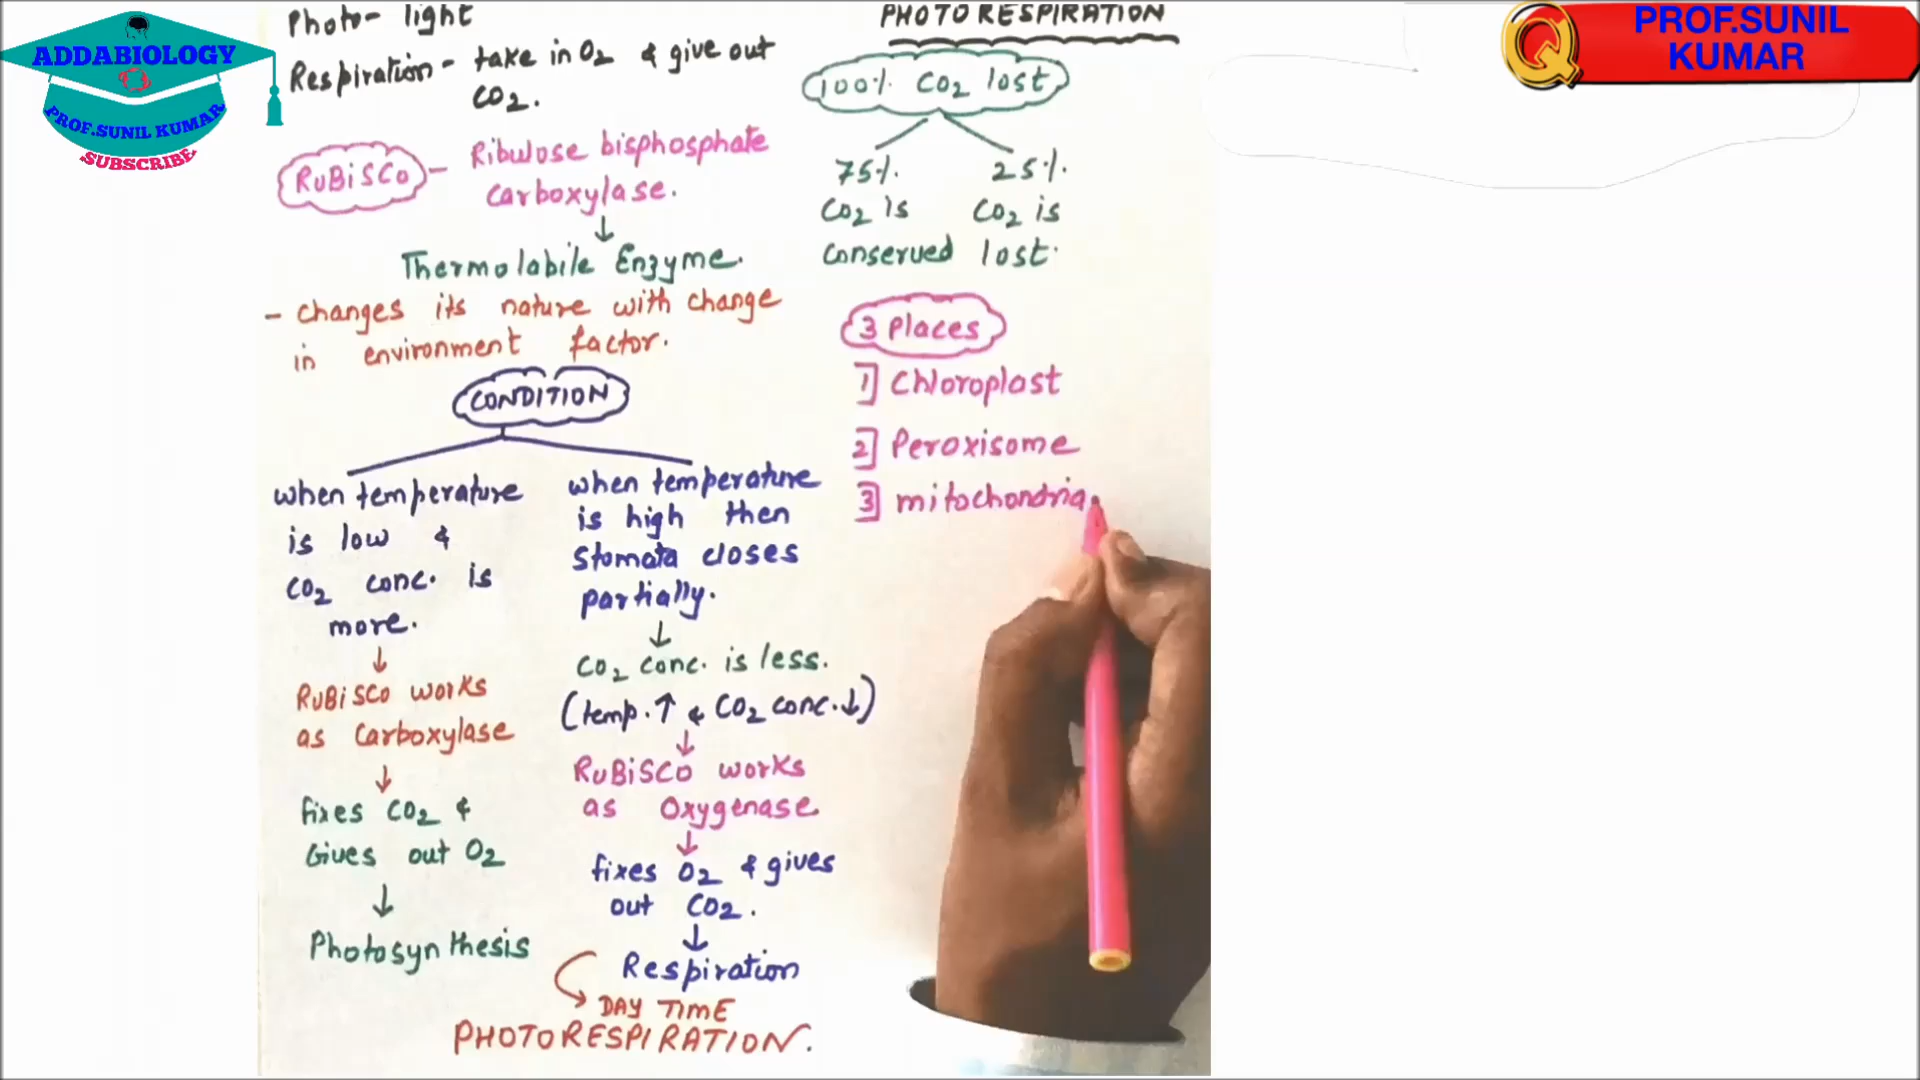 ADDABIOLOGY
PROF.SUNIL KUMAR
SUBSCRIBE
PROF.SUNIL
KUMAR
PHOTORESPIRATION
Photo- light
Respiration- take in O2 & give out
CO2.
RuBiSCo - Ribulose bisphosphate
carboxylase.
↓
Thermolabile Enzyme.
- changes its nature with change
in environment factor.
CONDITION
when temperature
is low &
CO2 conc. is
more.
↓
RuBisco works
as Carboxylase
↓
fixes CO2 &
Gives out O2
↓
Photosynthesis
when temperature
is high then
Stomata closes
partially.
↓
CO2 conc. is less.
(temp.↑ & CO2 conc.↓)
↓
RuBiSCO works
as Oxygenase
↓
fixes O2 & gives
out CO2.
↓
Respiration
DAY TIME
PHOTORESPIRATION.
100% CO2 lost
75%
CO2 is
Conserved
25%
CO2 is
lost.
3 Places
1] Chloroplast
2] Peroxisome
3] mitochondria